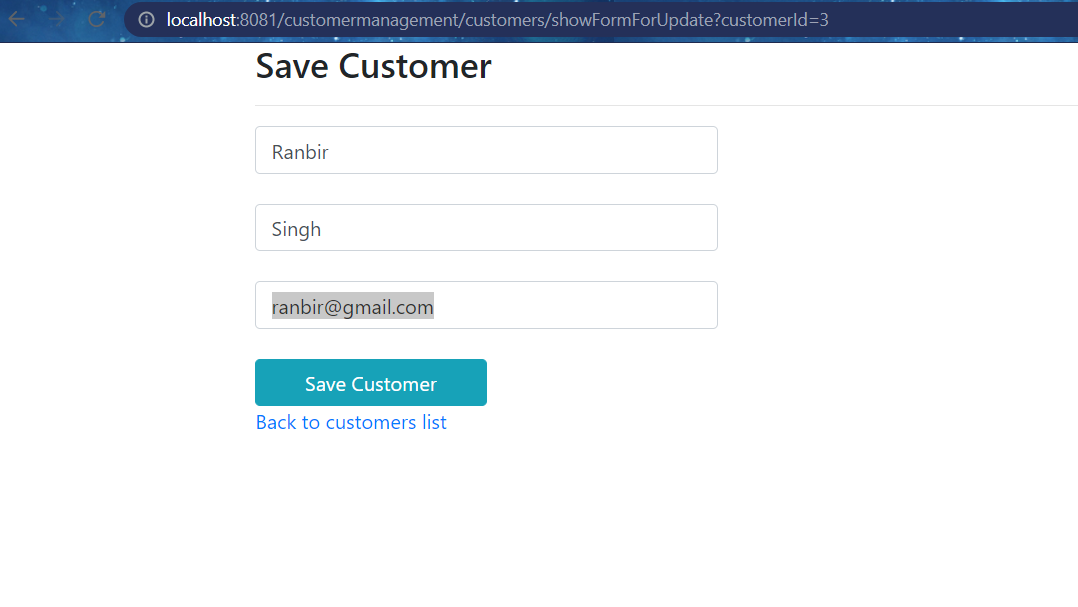 localhost:8081/customermanagement/customers/showFormForUpdate?customerId=3
Save Customer
Ranbir
Singh
ranbir@gmail.com
Save Customer
Back to customers list